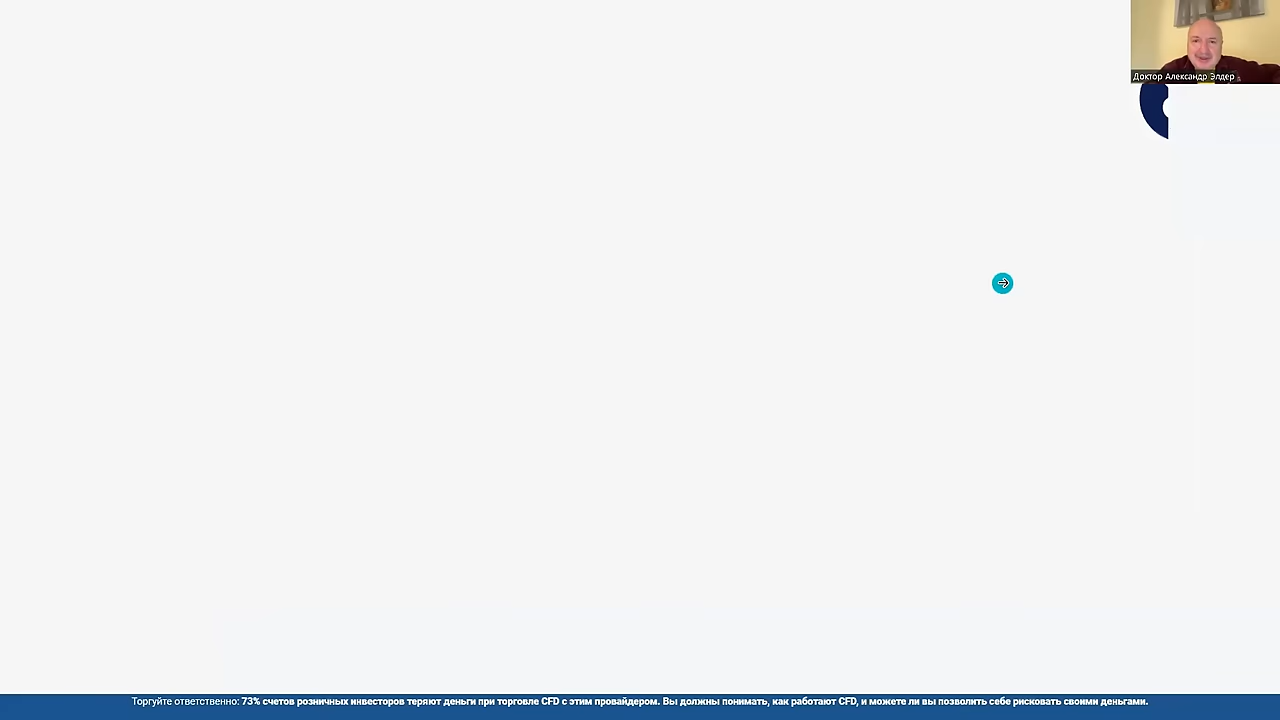 Доктор Александр Элдер
Торгуйте ответственно: 73% счетов розничных инвесторов теряют деньги при торговле CFD с этим провайдером. Вы должны понимать, как работают CFD, и можете ли вы позволить себе рисковать своими деньгами.